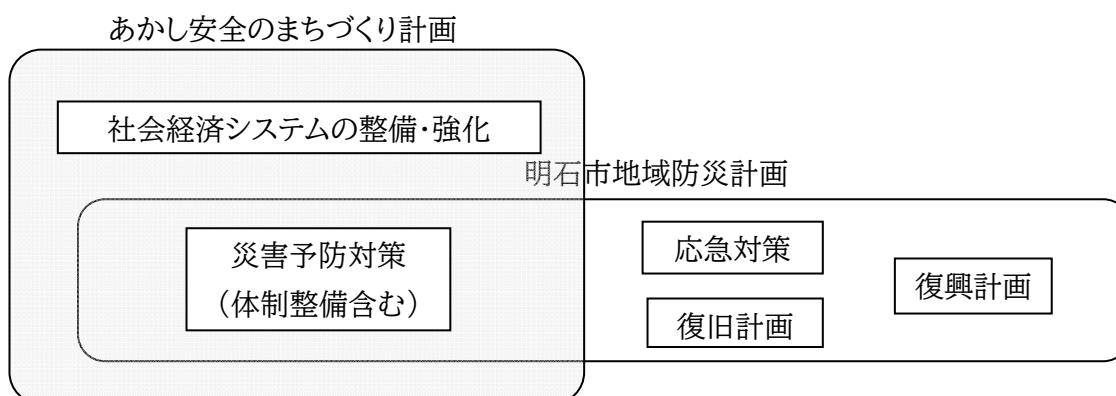 あかし安全のまちづくり計画
社会経済システムの整備・強化
明石市地域防災計画
災害予防対策
（体制整備含む）
応急対策
復旧計画
復興計画